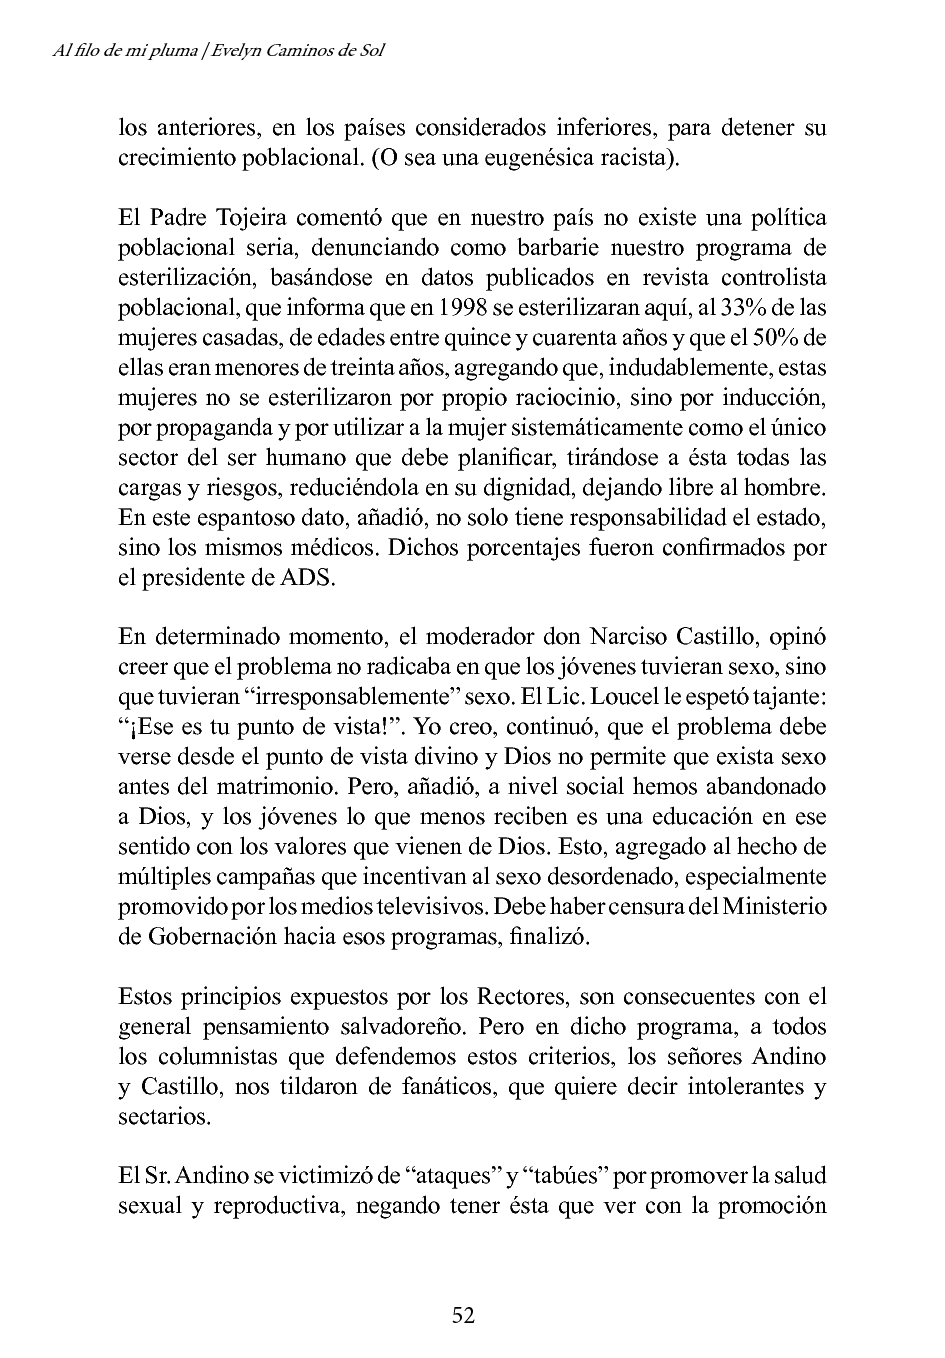 Al filo de mi pluma | Evelyn Caminos de Sol
los anteriores, en los países considerados inferiores, para detener su
crecimiento poblacional. (O sea una eugenésica racista).
El Padre Tojeira comentó que en nuestro país no existe una política
poblacional seria, denunciando como barbarie nuestro programa de
esterilización, basándose en datos publicados en revista controlista
poblacional, que informa que en 1998 se esterilizaran aquí, al 33% de las
mujeres casadas, de edades entre quince y cuarenta años y que el 50% de
ellas eran menores de treinta años, agregando que, indudablemente, estas
mujeres no se esterilizaron por propio raciocinio, sino por inducción,
por propaganda y por utilizar a la mujer sistemáticamente como el único
sector del ser humano que debe planificar, tirándose a ésta todas las
cargas y riesgos, reduciéndola en su dignidad, dejando libre al hombre.
En este espantoso dato, añadió, no solo tiene responsabilidad el estado,
sino los mismos médicos. Dichos porcentajes fueron confirmados por
el presidente de ADS.
En determinado momento, el moderador don Narciso Castillo, opinó
creer que el problema no radicaba en que los jóvenes tuvieran sexo, sino
que tuvieran “irresponsablemente” sexo. El Lic. Loucel le espetó tajante:
“¡Ese es tu punto de vista!”. Yo creo, continuó, que el problema debe
verse desde el punto de vista divino y Dios no permite que exista sexo
antes del matrimonio. Pero, añadió, a nivel social hemos abandonado
a Dios, y los jóvenes lo que menos reciben es una educación en ese
sentido con los valores que vienen de Dios. Esto, agregado al hecho de
múltiples campañas que incentivan al sexo desordenado, especialmente
promovido por los medios televisivos. Debe haber censura del Ministerio
de Gobernación hacia esos programas, finalizó.
Estos principios expuestos por los Rectores, son consecuentes con el
general pensamiento salvadoreño. Pero en dicho programa, a todos
los columnistas que defendemos estos criterios, los señores Andino
y Castillo, nos tildaron de fanáticos, que quiere decir intolerantes y
sectarios.
El Sr. Andino se victimizó de “ataques” y “tabúes” por promover la salud
sexual y reproductiva, negando tener ésta que ver con la promoción
52